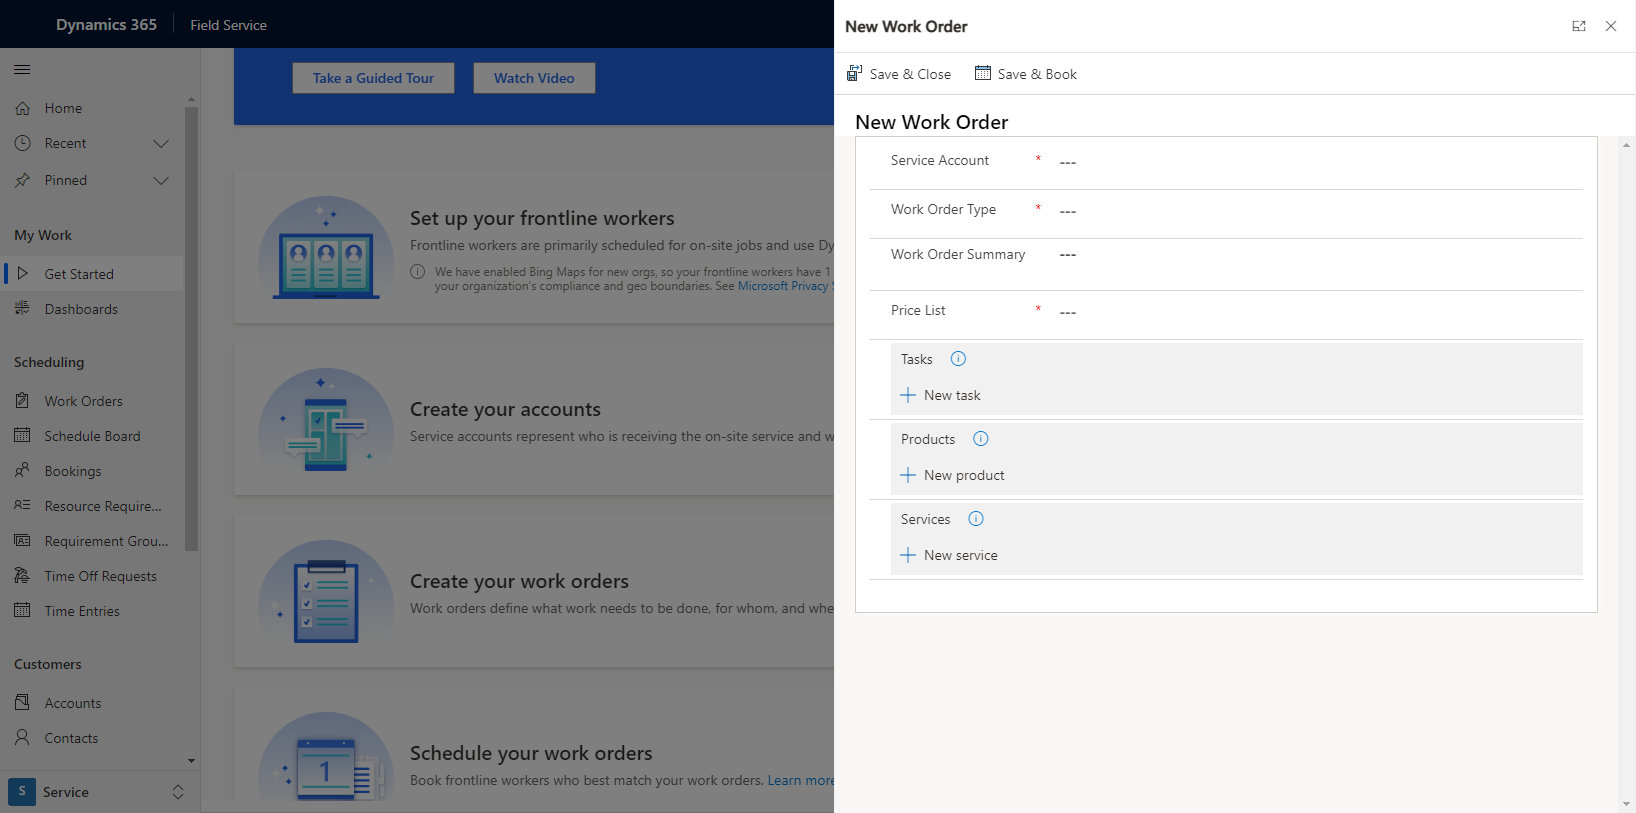 Dynamics 365
Field Service
Home
Recent
Pinned
My Work
Get Started
Dashboards
Scheduling
Work Orders
Schedule Board
Bookings
Resource Require...
Requirement Grou...
Time Off Requests
Time Entries
Customers
Accounts
Contacts
S
Service
Take a Guided Tour
Watch Video
Set up your frontline workers
Frontline workers are primarily scheduled for on-site jobs and use Dy
We have enabled Bing Maps for new orgs, so your frontline workers have 1
your organization's compliance and geo boundaries. See Microsoft Privacy S
Create your accounts
Service accounts represent who is receiving the on-site service and w
Create your work orders
Work orders define what work needs to be done, for whom, and whe
1
Schedule your work orders
Book frontline workers who best match your work orders. Learn more
New Work Order
Save & Close
Save & Book
New Work Order
Service Account * ---
Work Order Type * ---
Work Order Summary ---
Price List * ---
Tasks
New task
Products
New product
Services
New service